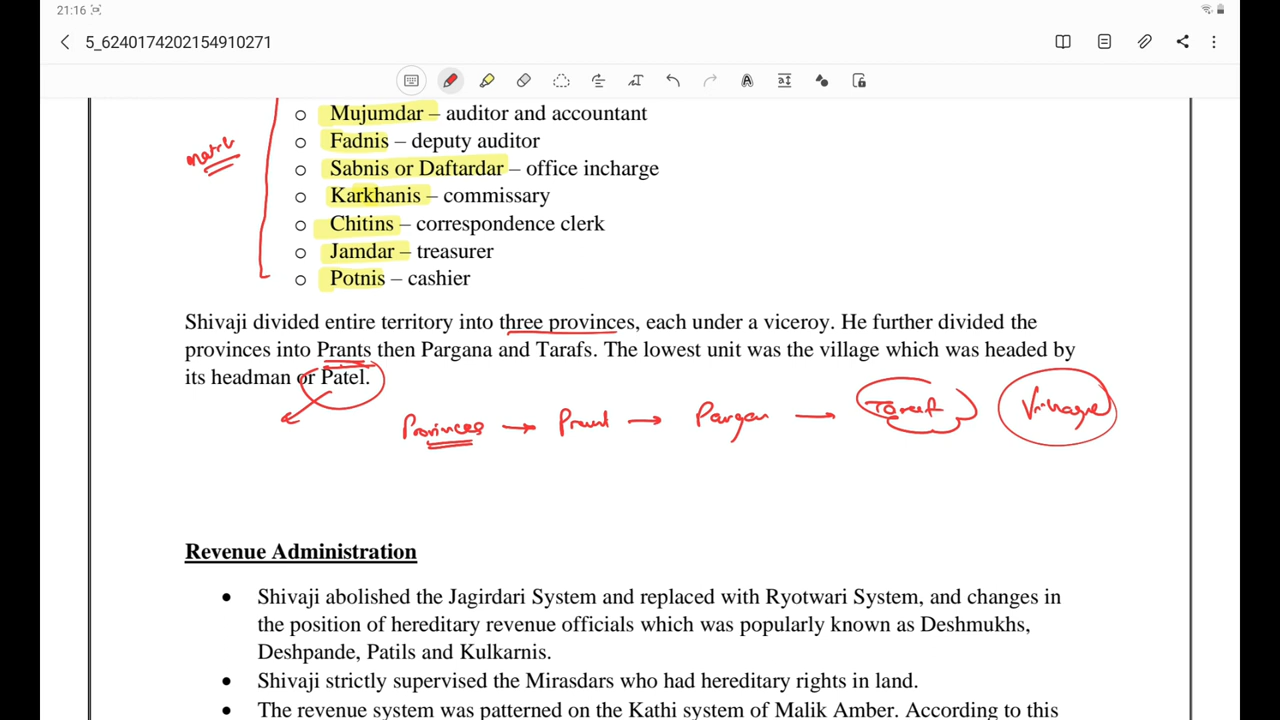 21:16
5_6240174202154910271
o Mujumdar – auditor and accountant
o Fadnis – deputy auditor
o Sabnis or Daftardar – office incharge
o Karkhanis – commissary
o Chitins – correspondence clerk
o Jamdar – treasurer
o Potnis – cashier
Shivaji divided entire territory into three provinces, each under a viceroy. He further divided the
provinces into Prants then Pargana and Tarafs. The lowest unit was the village which was headed by
its headman or Patel.
Provinces → Prant → Pargan → Taraf Village
Revenue Administration
• Shivaji abolished the Jagirdari System and replaced with Ryotwari System, and changes in
the position of hereditary revenue officials which was popularly known as Deshmukhs,
Deshpande, Patils and Kulkarnis.
• Shivaji strictly supervised the Mirasdars who had hereditary rights in land.
• The revenue system was patterned on the Kathi system of Malik Amber. According to this